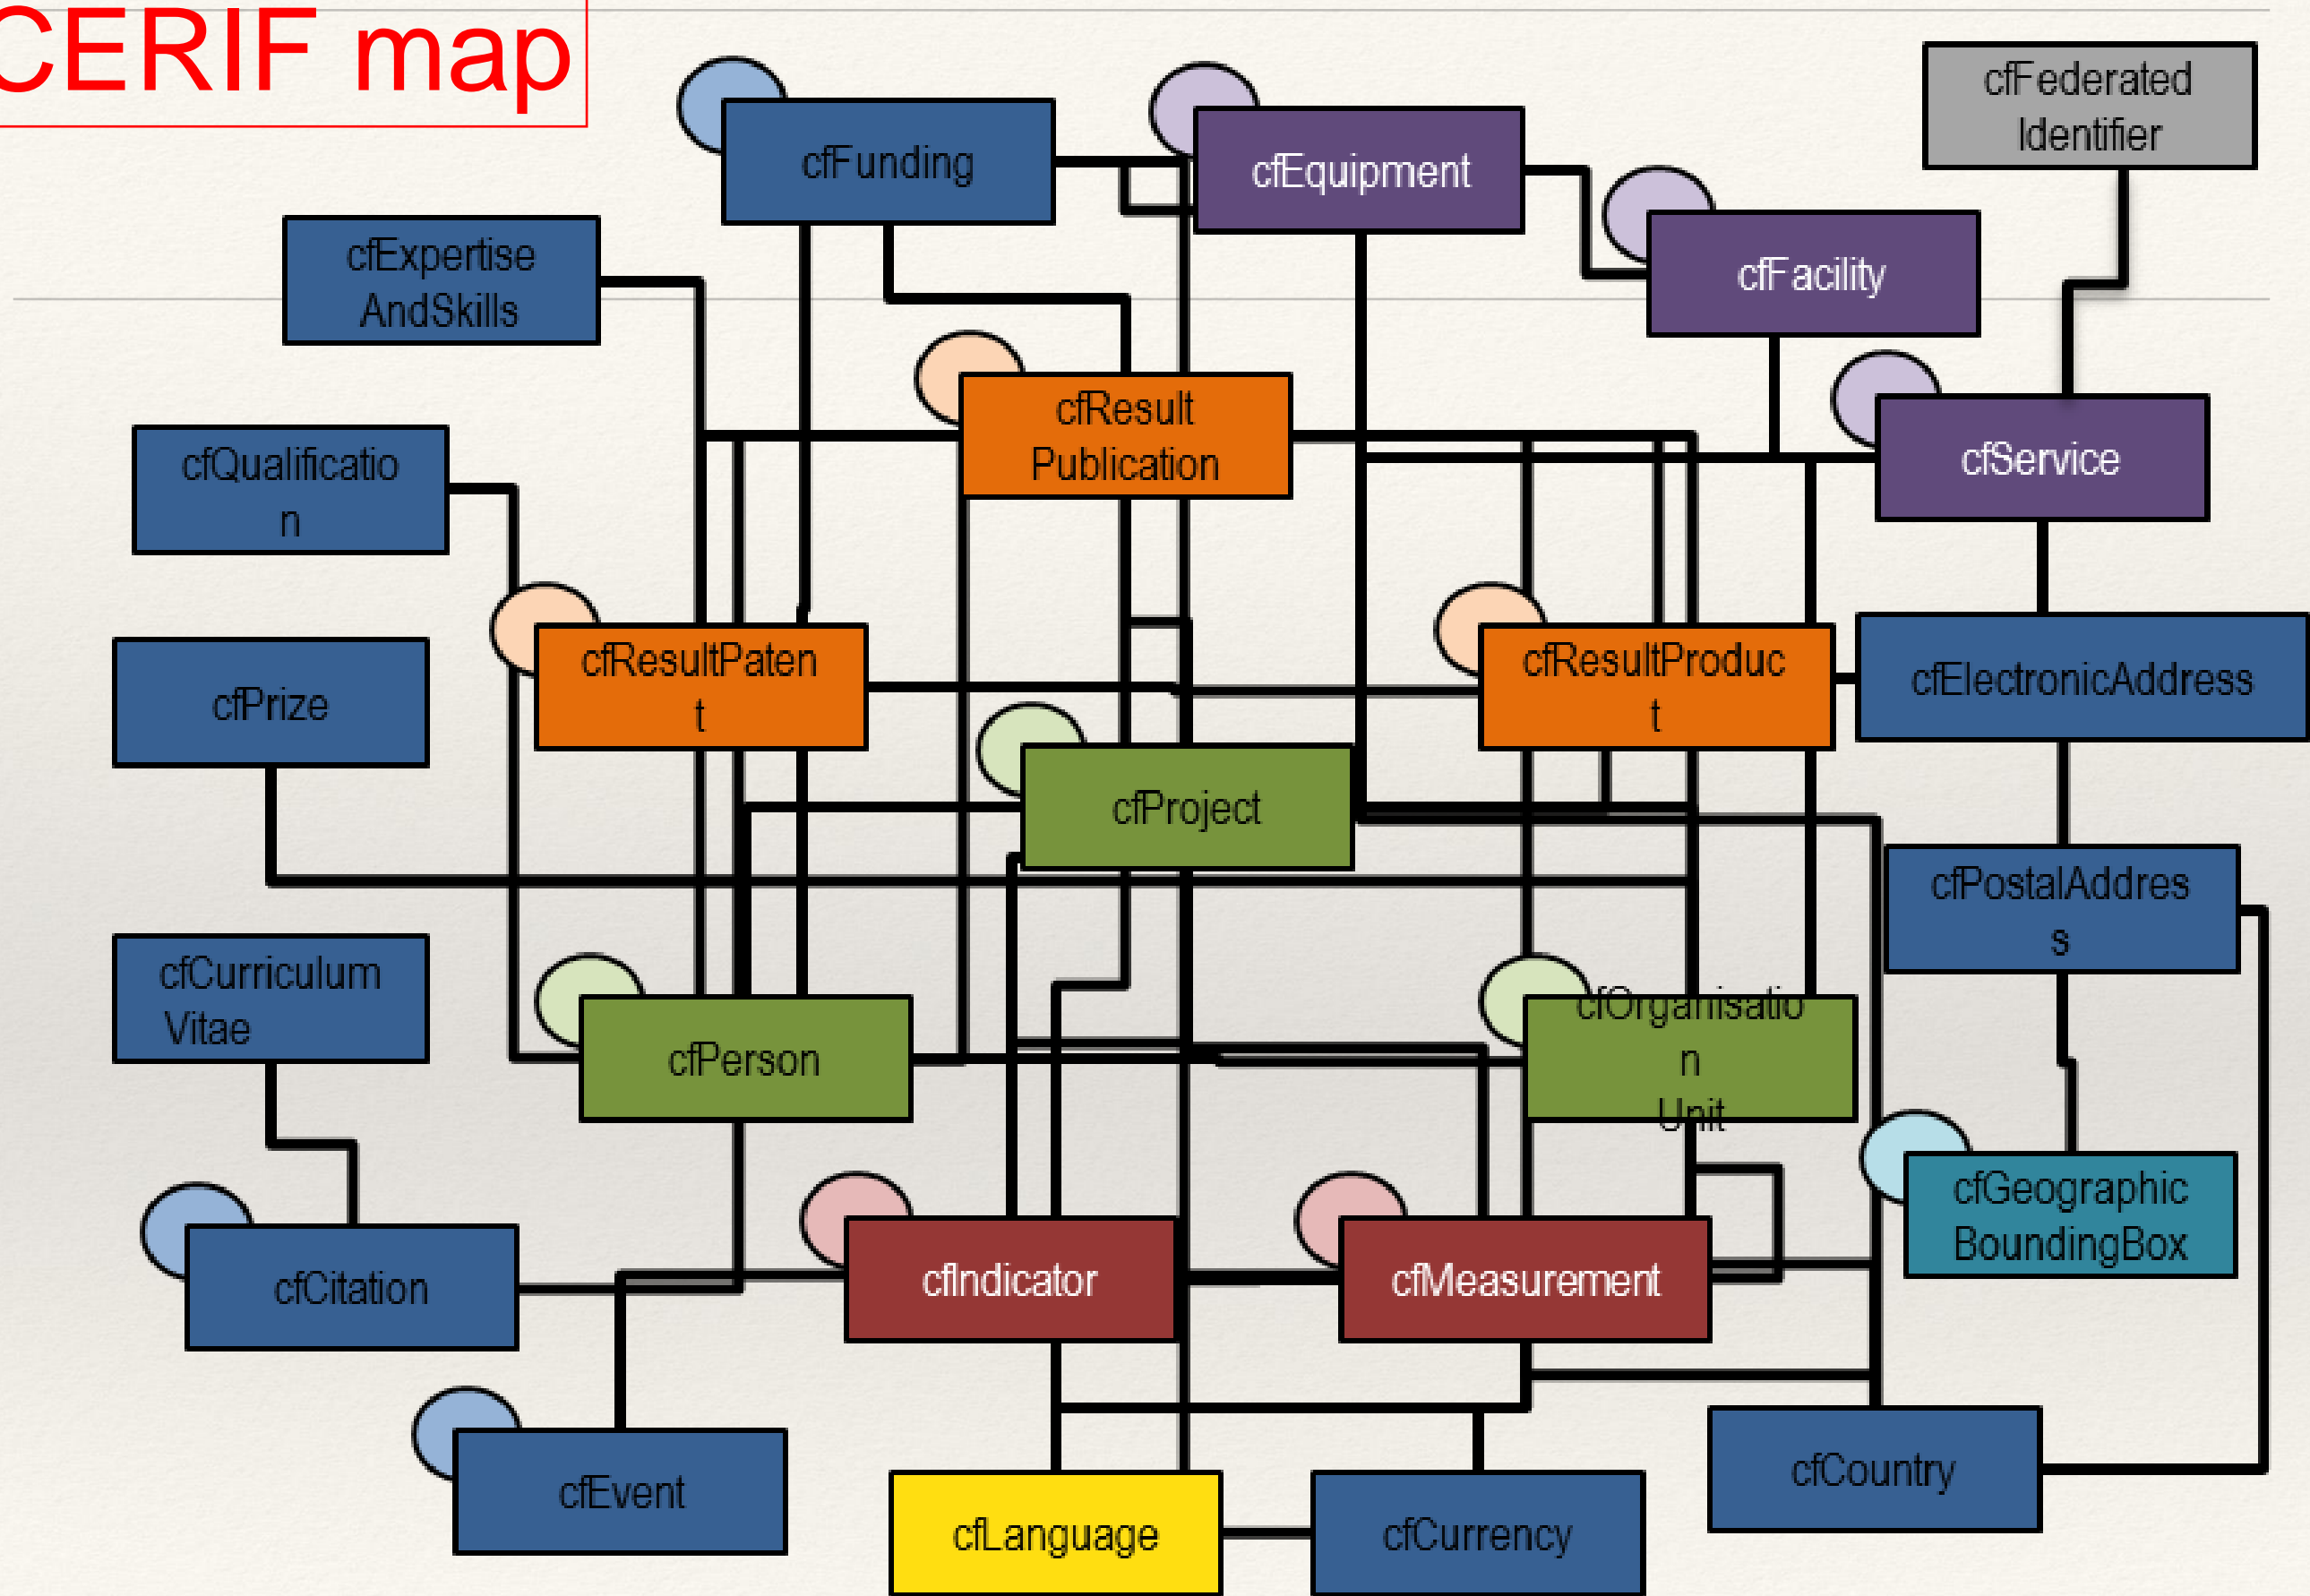 CERIF map
cfFederated
Identifier
cfFunding
cfEquipment
cfExpertise
AndSkills
cfFacility
cfResult
Publication
cfQualificatio
n
cfService
cfResultPaten
t
cfResultProduc
t
cfPrize
cfElectronicAddress
cfProject
cfPostalAddres
s
cfCurriculum
Vitae
cfPerson
cfOrganisatio
n
Unit
cfGeographic
BoundingBox
cfCitation
cfIndicator
cfMeasurement
cfEvent
cfLanguage
cfCurrency
cfCountry